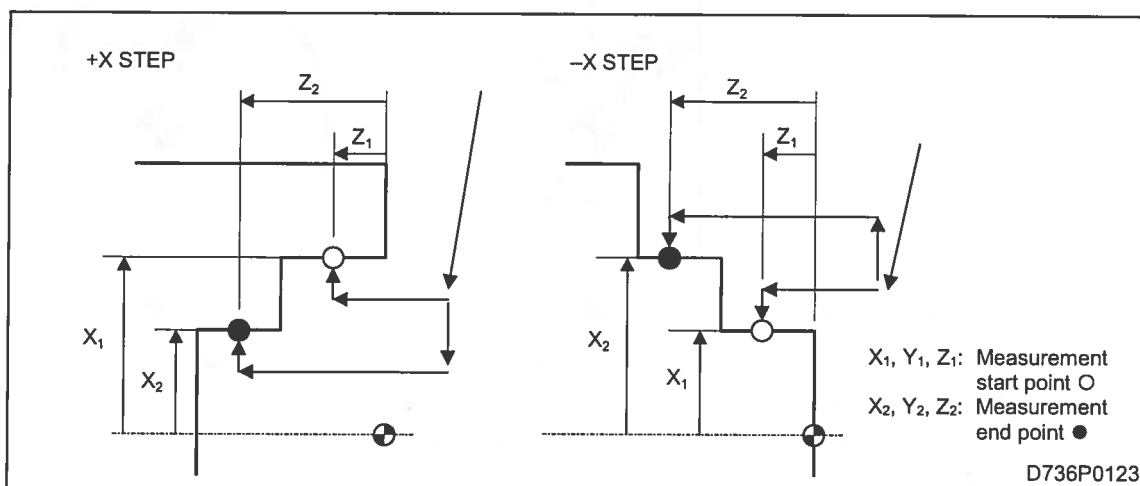 +X STEP
Z₂
Z₁
X₁
X₂
–X STEP
Z₂
Z₁
X₂
X₁
X₁, Y₁, Z₁: Measurement
start point O
X₂, Y₂, Z₂: Measurement
end point ●
D736P0123